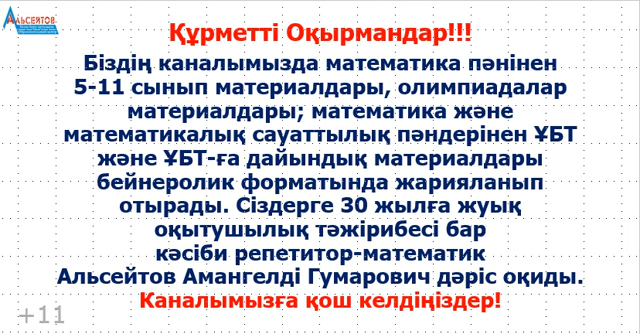 АЛЬСЕЙТОВ
Құрметті Оқырмандар!!!
Біздің каналымызда математика пәнінен
5-11 сынып материалдары, олимпиадалар
материалдары; математика және
математикалық сауаттылық пәндерінен ҰБТ
және ҰБТ-ға дайындық материалдары
бейнеролик форматында жарияланып
отырады. Сіздерге 30 жылға жуық
оқытушылық тәжірибесі бар
кәсіби репетитор-математик
Альсейтов Амангелді Гумарович дәріс оқиды.
Каналымызға қош келдіңіздер!
+11